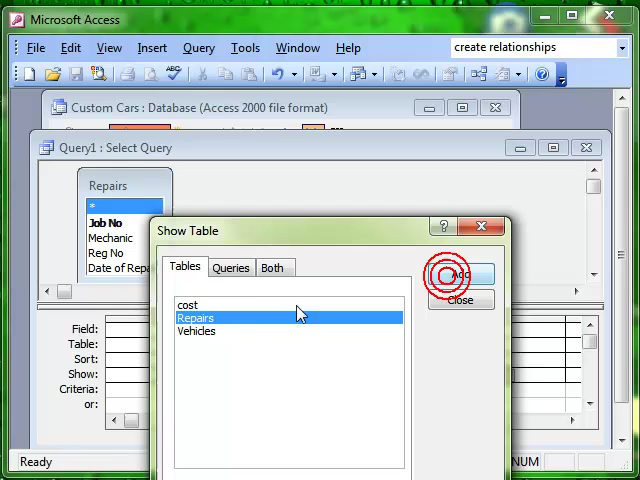 Microsoft Access
File Edit View Insert Query Tools Window Help create relationships
ABC
Custom Cars : Database (Access 2000 file format)
Query1 : Select Query
Repairs
*
Job No
Mechanic
Reg No
Date of Repa
Show Table
Tables Queries Both
Add
Close
cost
Repairs
Vehicles
Field:
Table:
Sort:
Show:
Criteria:
or:
Ready
NUM